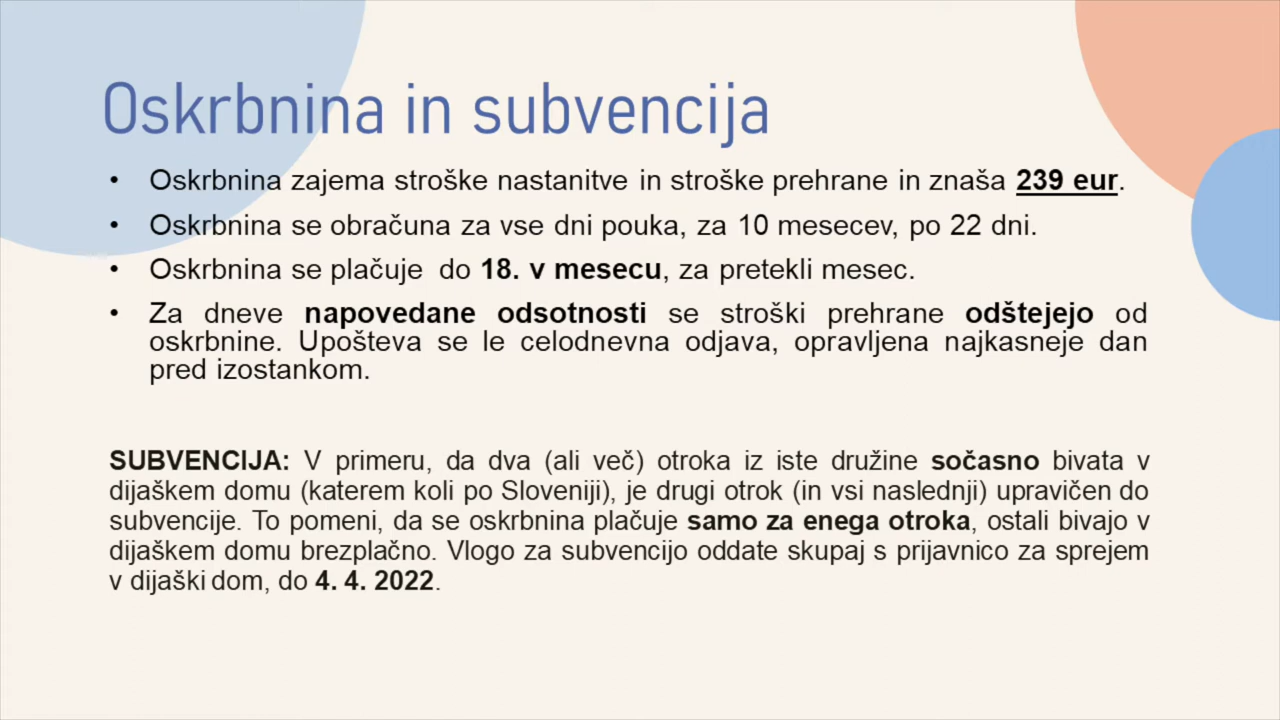 Oskrbnina in subvencija
• Oskrbnina zajema stroške nastanitve in stroške prehrane in znaša 239 eur.
• Oskrbnina se obračuna za vse dni pouka, za 10 mesecev, po 22 dni.
• Oskrbnina se plačuje do 18. v mesecu, za pretekli mesec.
• Za dneve napovedane odsotnosti se stroški prehrane odštejejo od
oskrbnine. Upošteva se le celodnevna odjava, opravljena najkasneje dan
pred izostankom.
SUBVENCIJA: V primeru, da dva (ali več) otroka iz iste družine sočasno bivata v
dijaškem domu (katerem koli po Sloveniji), je drugi otrok (in vsi naslednji) upravičen do
subvencije. To pomeni, da se oskrbnina plačuje samo za enega otroka, ostali bivajo v
dijaškem domu brezplačno. Vlogo za subvencijo oddate skupaj s prijavnico za sprejem
v dijaški dom, do 4. 4. 2022.